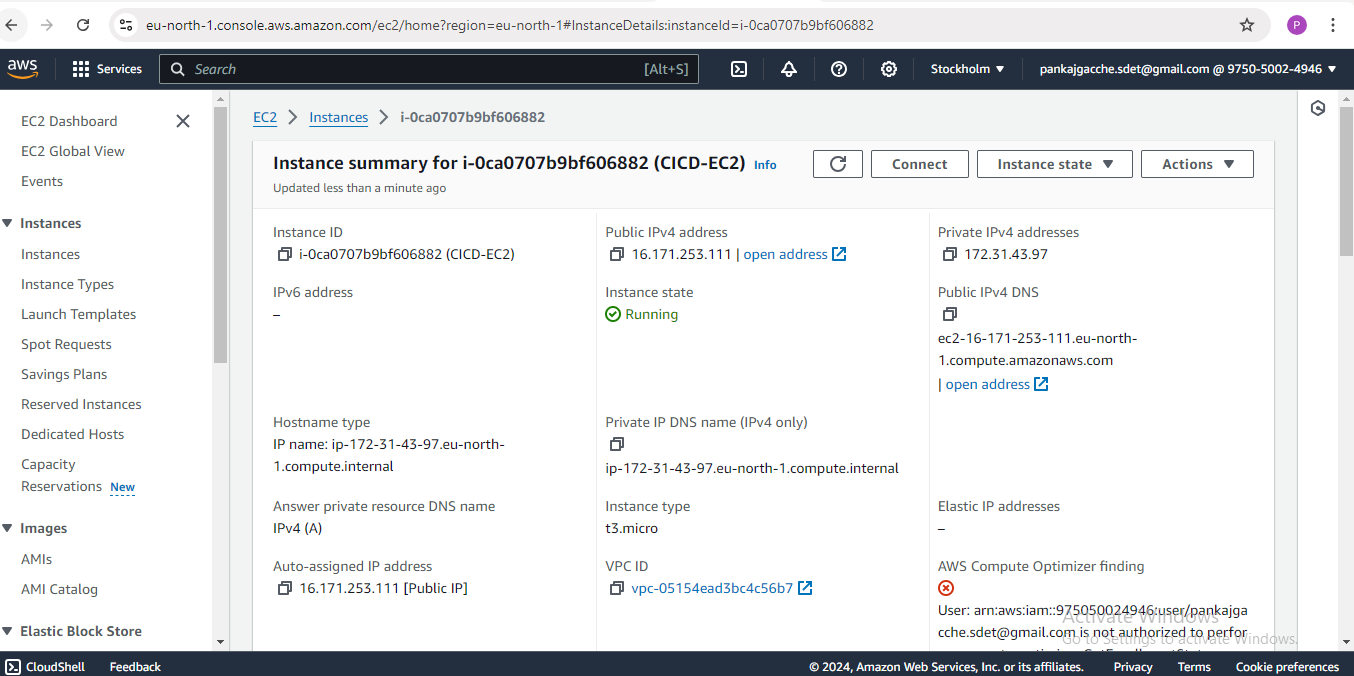 eu-north-1.console.aws.amazon.com/ec2/home?region=eu-north-1#InstanceDetails:instanceId=i-0ca0707b9bf606882
P
aws
Services
Search
[Alt+S]
Stockholm
pankajgacche.sdet@gmail.com @ 9750-5002-4946
EC2 Dashboard
EC2 Global View
Events
Instances
Instances
Instance Types
Launch Templates
Spot Requests
Savings Plans
Reserved Instances
Dedicated Hosts
Capacity
Reservations New
Images
AMIs
AMI Catalog
Elastic Block Store
EC2
Instances
i-0ca0707b9bf606882
Instance summary for i-0ca0707b9bf606882 (CICD-EC2) Info
Updated less than a minute ago
Connect
Instance state
Actions
Instance ID
i-0ca0707b9bf606882 (CICD-EC2)
Public IPv4 address
16.171.253.111 | open address
Private IPv4 addresses
172.31.43.97
IPv6 address
–
Instance state
Running
Public IPv4 DNS
ec2-16-171-253-111.eu-north-
1.compute.amazonaws.com
| open address
Hostname type
IP name: ip-172-31-43-97.eu-north-
1.compute.internal
Private IP DNS name (IPv4 only)
ip-172-31-43-97.eu-north-1.compute.internal
Answer private resource DNS name
IPv4 (A)
Instance type
t3.micro
Elastic IP addresses
–
Auto-assigned IP address
16.171.253.111 [Public IP]
VPC ID
vpc-05154ead3bc4c56b7
AWS Compute Optimizer finding
User: arn:aws:iam::975050024946:user/pankajga
cche.sdet@gmail.com is not authorized to perfor
Activate Windows
Go to Settings to activate Windows.
CloudShell
Feedback
© 2024, Amazon Web Services, Inc. or its affiliates.
Privacy
Terms
Cookie preferences